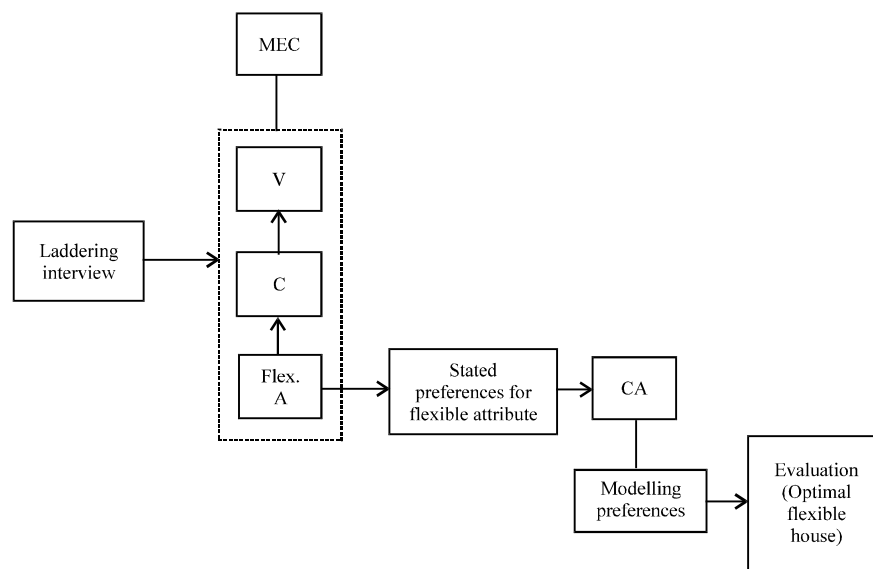 MEC
V
Laddering
interview
C
Flex.
A
Stated
preferences for
flexible attribute
CA
Modelling
preferences
Evaluation
(Optimal
flexible
house)